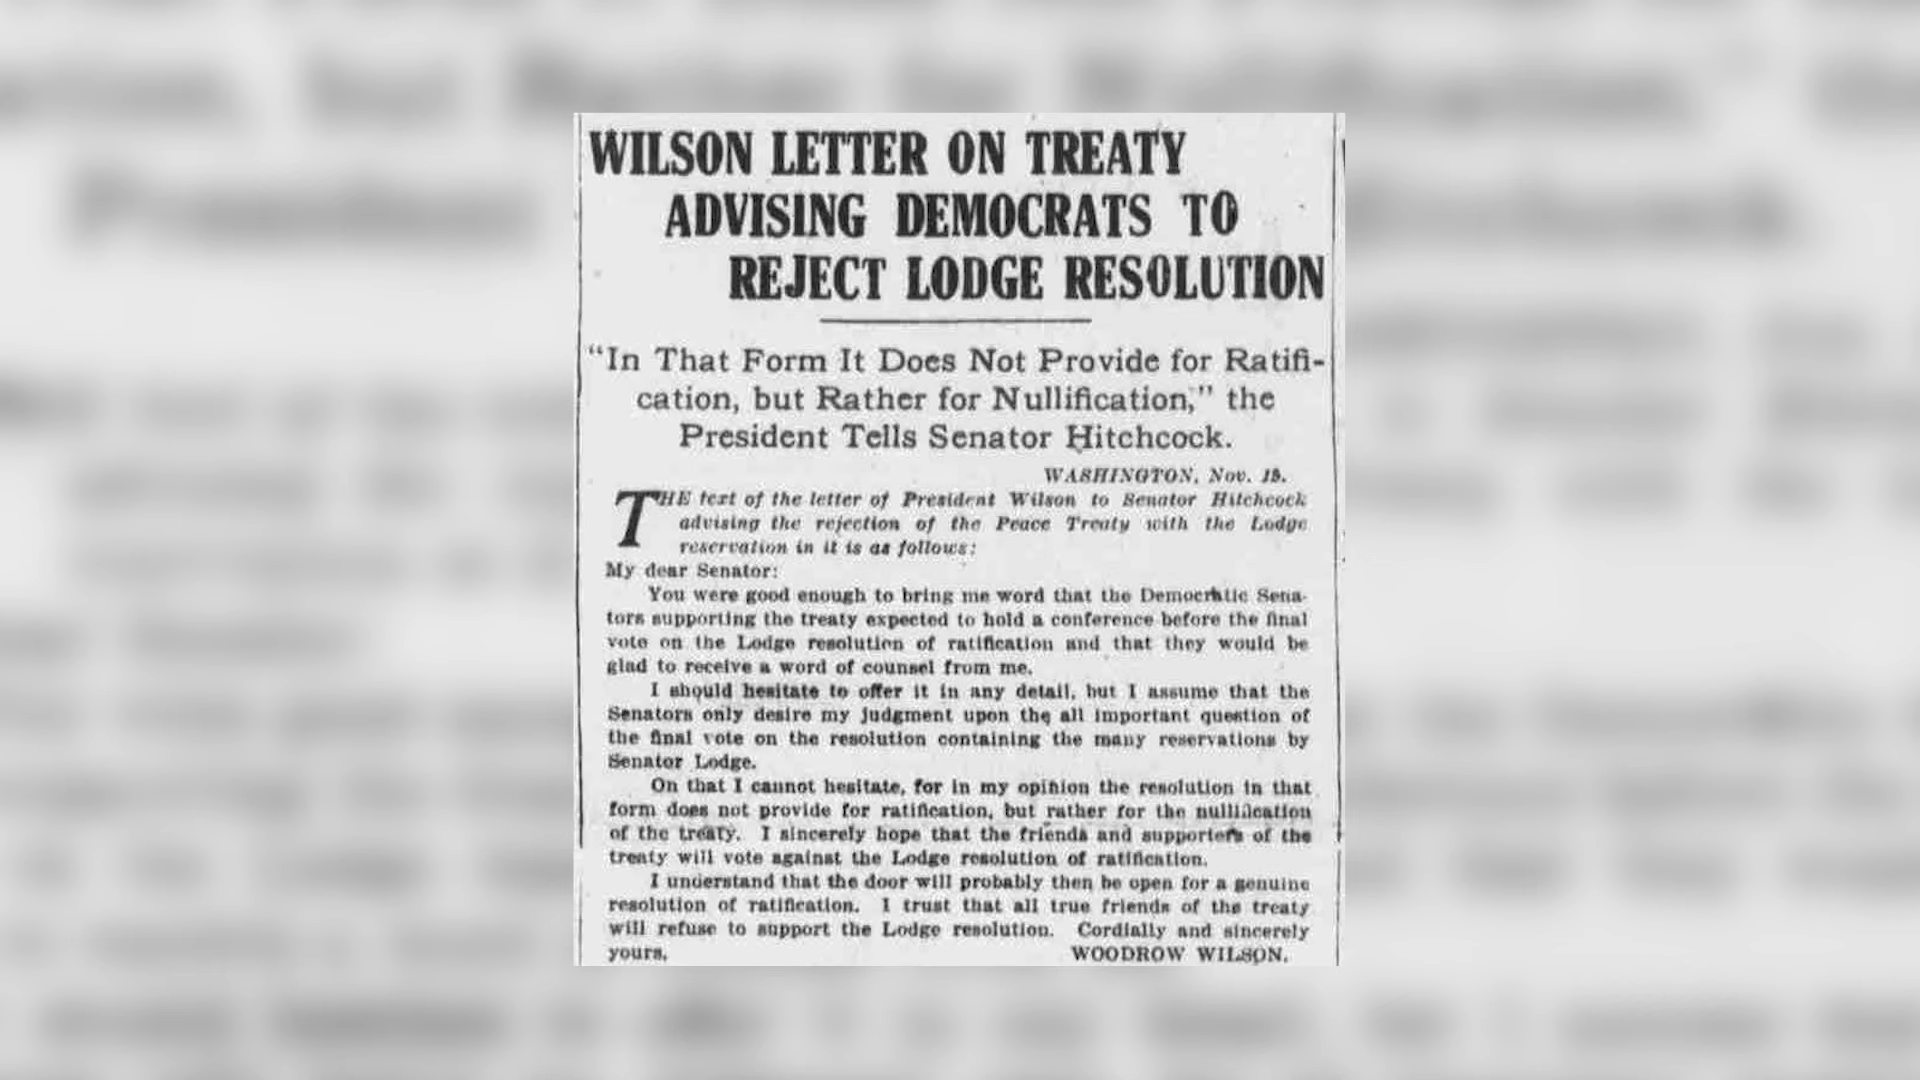 WILSON LETTER ON TREATY
ADVISING DEMOCRATS TO
REJECT LODGE RESOLUTION
"In That Form It Does Not Provide for Ratifi-
cation, but Rather for Nullification," the
President Tells Senator Hitchcock.
WASHINGTON, Nov.
THE text of the letter of President Wilson to Senator Hitchcock
advising the rejection of the Peace Treaty with the Lodge
reservation in it is as follows:
My dear Senator:
You were good enough to bring me word that the Democratic Sena-
tors supporting the treaty expected to hold a conference before the final
vote on the Lodge resolution of ratification and that they would be
glad to receive a word of counsel from me.
I should hesitate to offer it in any detail, but I assume that the
Senators only desire my judgment upon the all important question of
the final vote on the resolution containing the many reservations by
Senator Lodge.
On that I cannot hesitate, for in my opinion the resolution in that
form does not provide for ratification, but rather for the nullification
of the treaty. I sincerely hope that the friends and supporters of the
treaty will vote against the Lodge resolution of ratification.
I understand that the door will probably then be open for a genuine
resolution of ratification. I trust that all true friends of the treaty
will refuse to support the Lodge resolution. Cordially and sincerely
yours, WOODROW WILSON.